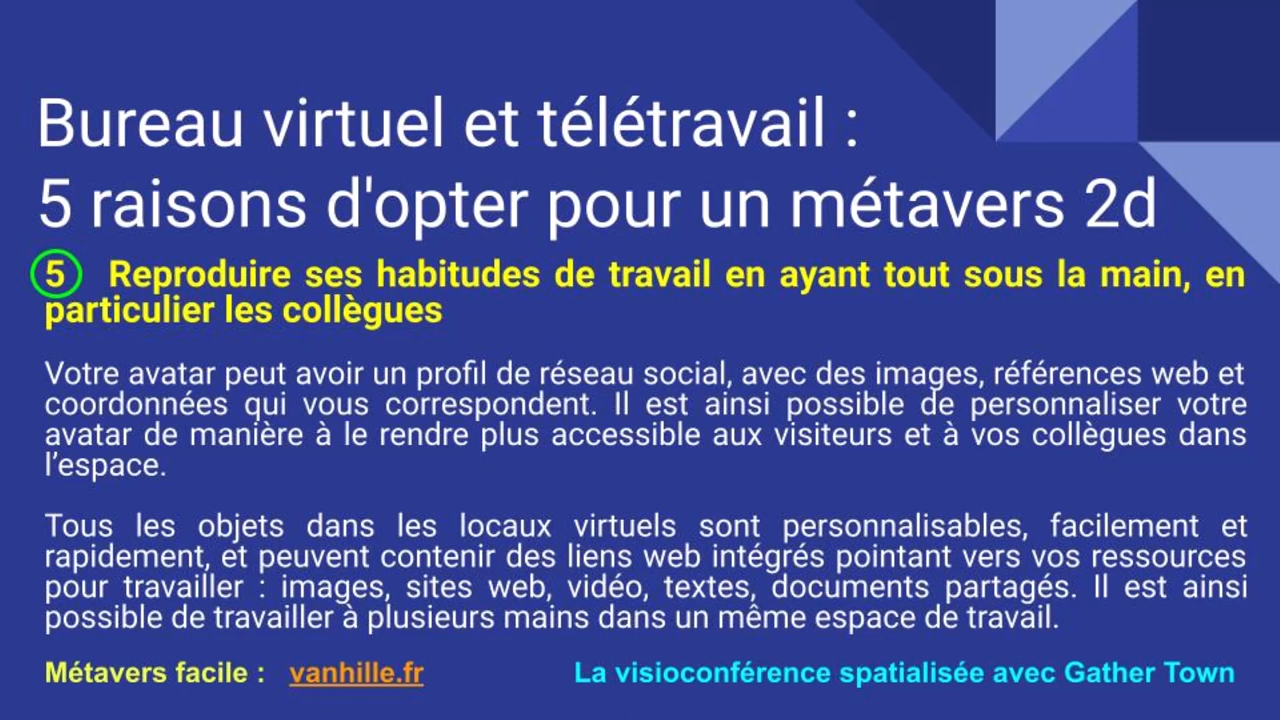 Bureau virtuel et télétravail :
5 raisons d'opter pour un métavers 2d
5 Reproduire ses habitudes de travail en ayant tout sous la main, en
particulier les collègues
Votre avatar peut avoir un profil de réseau social, avec des images, références web et
coordonnées qui vous correspondent. Il est ainsi possible de personnaliser votre
avatar de manière à le rendre plus accessible aux visiteurs et à vos collègues dans
l’espace.
Tous les objets dans les locaux virtuels sont personnalisables, facilement et
rapidement, et peuvent contenir des liens web intégrés pointant vers vos ressources
pour travailler : images, sites web, vidéo, textes, documents partagés. Il est ainsi
possible de travailler à plusieurs mains dans un même espace de travail.
Métavers facile : vanhille.fr La visioconférence spatialisée avec Gather Town